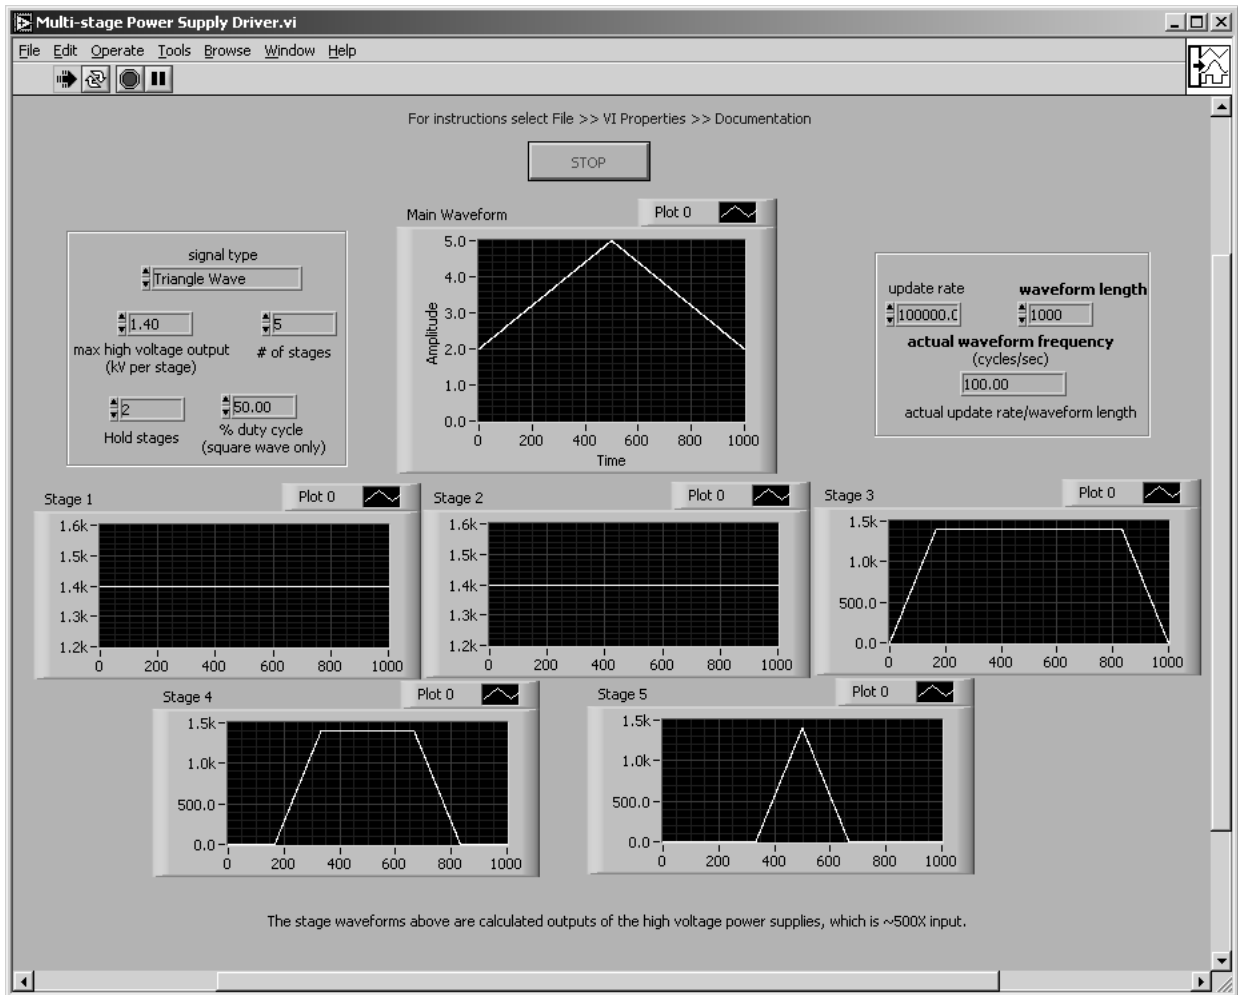 Multi-stage Power Supply Driver.vi
File Edit Operate Tools Browse Window Help
For instructions select File >> VI Properties >> Documentation
STOP
Main Waveform
Plot 0
5.0
4.0
3.0
2.0
1.0
0.0
Amplitude
0 200 400 600 800 1000
Time
signal type
Triangle Wave
1.40
5
max high voltage output
(kV per stage)
# of stages
2
50.00
Hold stages
% duty cycle
(square wave only)
update rate
waveform length
100000.0
1000
actual waveform frequency
(cycles/sec)
100.00
actual update rate/waveform length
Stage 1
Plot 0
1.6k
1.5k
1.4k
1.3k
1.2k
0 200 400 600 800 1000
Stage 2
Plot 0
1.6k
1.5k
1.4k
1.3k
1.2k
0 200 400 600 800 1000
Stage 3
Plot 0
1.5k
1.0k
500.0
0.0
0 200 400 600 800 1000
Stage 4
Plot 0
1.5k
1.0k
500.0
0.0
0 200 400 600 800 1000
Stage 5
Plot 0
1.5k
1.0k
500.0
0.0
0 200 400 600 800 1000
The stage waveforms above are calculated outputs of the high voltage power supplies, which is ~500X input.